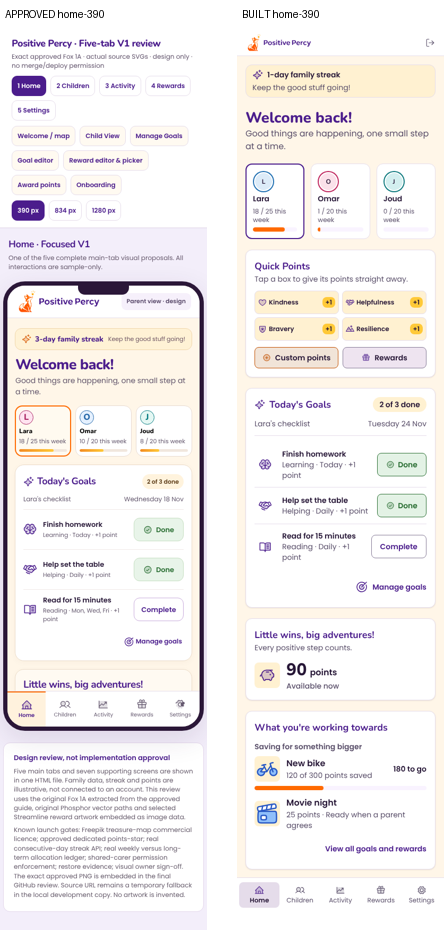 APPROVED home-390
Positive Percy · Five-tab V1 review
Exact approved Fox 1A · actual source SVGs · design only ·
no merge/deploy permission
1 Home
2 Children
3 Activity
4 Rewards
5 Settings
Welcome / map
Child View
Manage Goals
Goal editor
Reward editor & picker
Award points
Onboarding
390 px
834 px
1280 px
Home · Focused V1
One of the five complete main-tab visual proposals. All
interactions are sample-only.
Positive Percy
Parent view · design
3-day family streak
Keep the good stuff going!
Welcome back!
Good things are happening, one small step at
a time.
L
Lara
18 / 25 this week
O
Omar
10 / 20 this week
J
Joud
8 / 20 this week
Today's Goals
2 of 3 done
Lara's checklist
Wednesday 18 Nov
Finish homework
Learning · Today · +1
point
Done
Help set the table
Helping · Daily · +1 point
Done
Read for 15 minutes
Reading · Mon, Wed, Fri · +1
point
Complete
Manage goals
Little wins, big adventures!
Home
Children
Activity
Rewards
Settings
Design review, not implementation approval
Five main tabs and seven supporting screens are shown
in one HTML file. Family data, streak and points are
illustrative, not connected to an account. This review
uses the original Fox 1A extracted from the approved
guide, original Phosphor vector paths and selected
Streamline reward artwork embedded as image data.
Known launch gates: Freepik treasure-map commercial
licence; approved dedicated points-star; real
consecutive-day streak API; real weekly versus long-
term allocation ledger; shared-carer permission
enforcement; restore evidence; visual owner sign-off.
The exact approved PNG is embedded in the final
GitHub review. Source URL remains a temporary fallback
in the local development copy. No artwork is invented.
BUILT home-390
Positive Percy
1-day family streak
Keep the good stuff going!
Welcome back!
Good things are happening, one small step
at a time.
L
Lara
18 / 25 this
week
O
Omar
1 / 20 this
week
J
Joud
0 / 20 this
week
Quick Points
Tap a box to give its points straight away.
Kindness
+1
Helpfulness
+1
Bravery
+1
Resilience
+1
Custom points
Rewards
Today's Goals
2 of 3 done
Lara's checklist
Tuesday 24 Nov
Finish homework
Learning · Today · +1
point
Done
Help set the table
Helping · Daily · +1 point
Done
Read for 15 minutes
Reading · Daily · +1
point
Complete
Manage goals
Little wins, big adventures!
Every positive step counts.
90 points
Available now
What you're working towards
Saving for something bigger
New bike
120 of 300 points saved
180 to go
Movie night
25 points · Ready when a parent
agrees
View all goals and rewards
Home
Children
Activity
Rewards
Settings